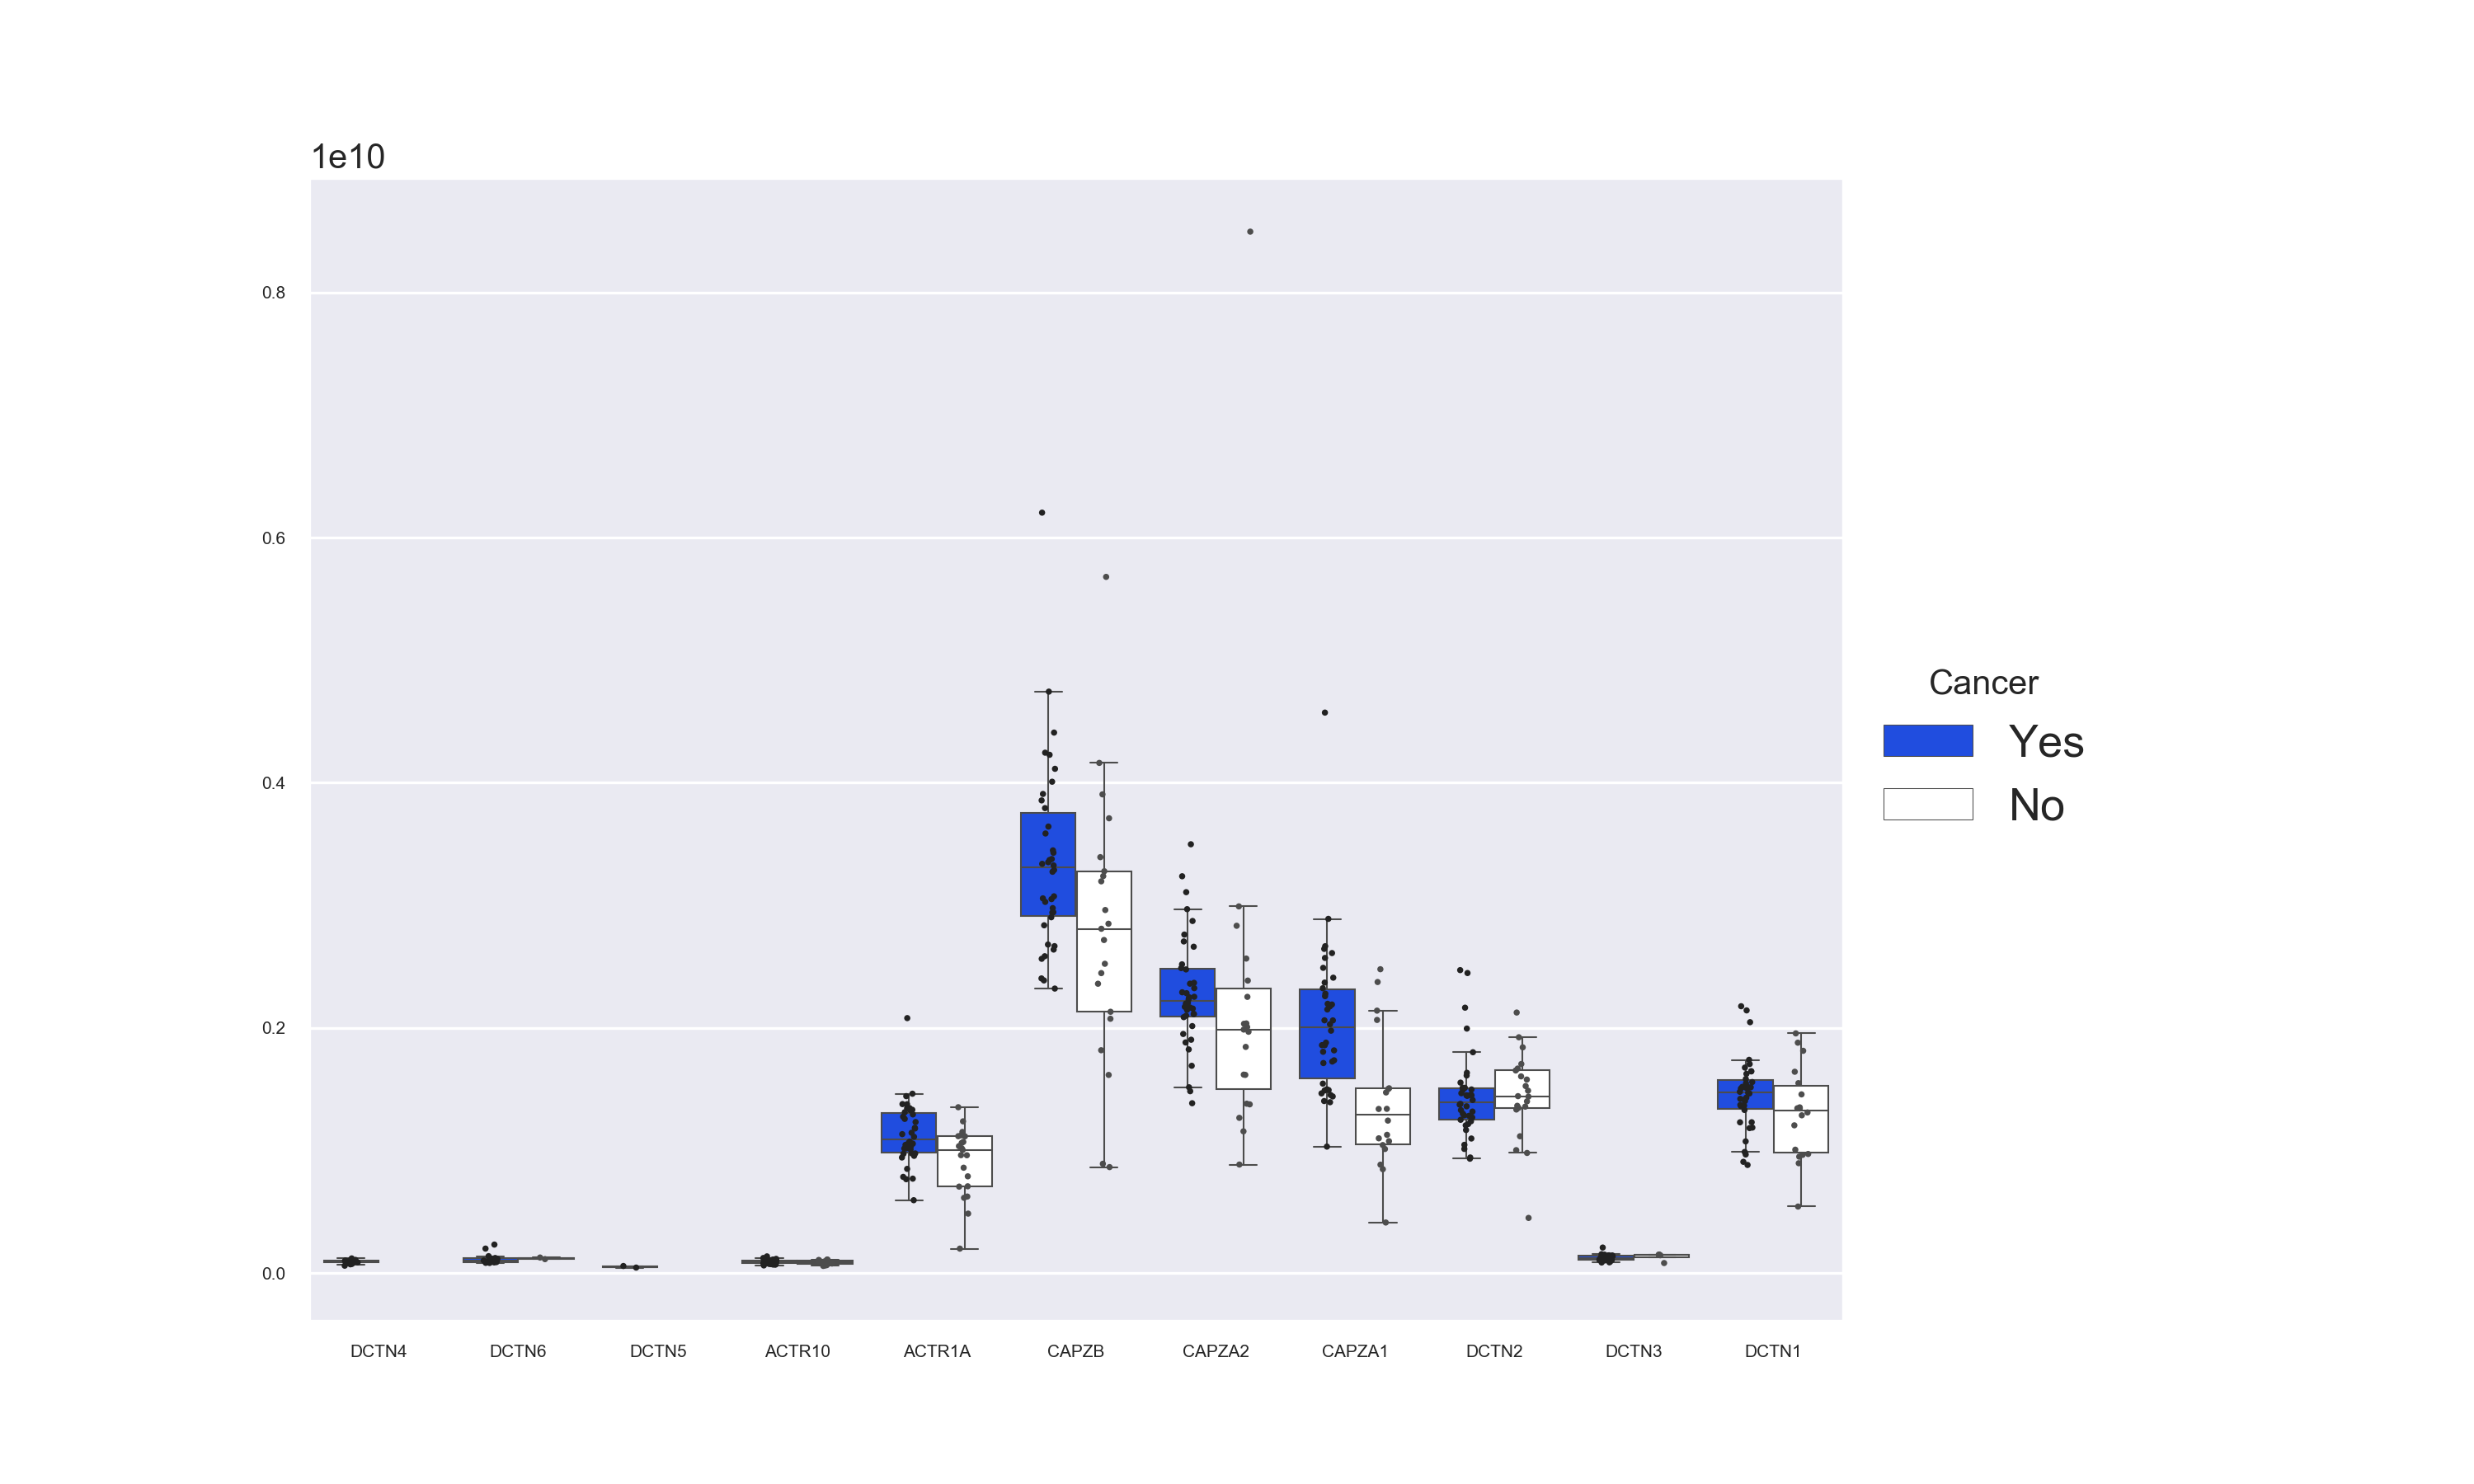 1e10
0.8
0.6
0.4
0.2
0.0
DCTN4 DCTN6 DCTN5 ACTR10 ACTR1A CAPZB CAPZA2 CAPZA1 DCTN2 DCTN3 DCTN1
Cancer
Yes
No